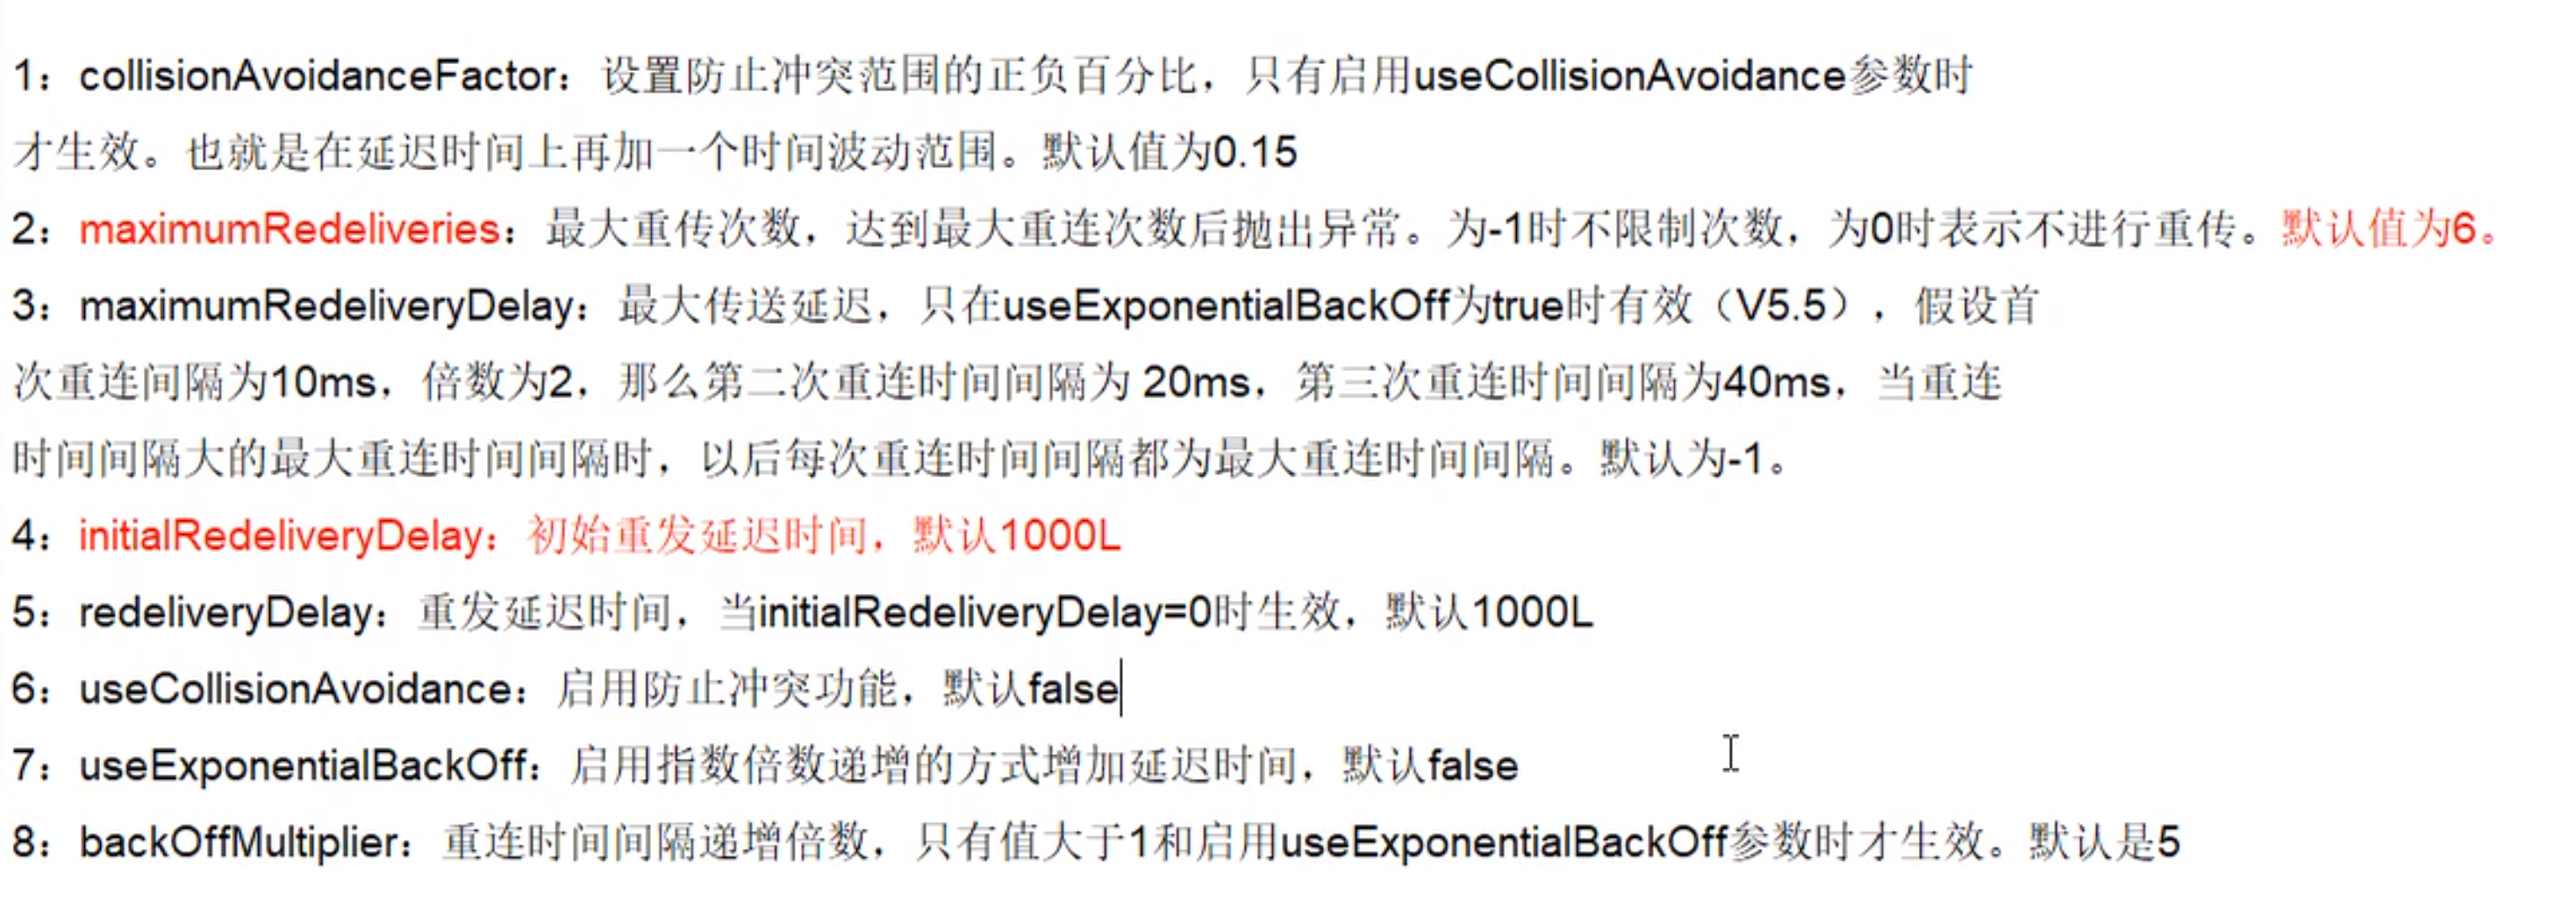 1：collisionAvoidanceFactor：设置防止冲突范围的正负百分比，只有启用useCollisionAvoidance参数时
才生效。也就是在延迟时间上再加一个时间波动范围。默认值为0.15
2：maximumRedeliveries：最大重传次数，达到最大重连次数后抛出异常。为-1时不限制次数，为0时表示不进行重传。默认值为6。
3：maximumRedeliveryDelay：最大传送延迟，只在useExponentialBackOff为true时有效（V5.5），假设首
次重连间隔为10ms，倍数为2，那么第二次重连时间间隔为 20ms，第三次重连时间间隔为40ms，当重连
时间间隔大的最大重连时间间隔时，以后每次重连时间间隔都为最大重连时间间隔。默认为-1。
4：initialRedeliveryDelay：初始重发延迟时间，默认1000L
5：redeliveryDelay：重发延迟时间，当initialRedeliveryDelay=0时生效，默认1000L
6：useCollisionAvoidance：启用防止冲突功能，默认false
7：useExponentialBackOff：启用指数倍数递增的方式增加延迟时间，默认false
8：backOffMultiplier：重连时间间隔递增倍数，只有值大于1和启用useExponentialBackOff参数时才生效。默认是5